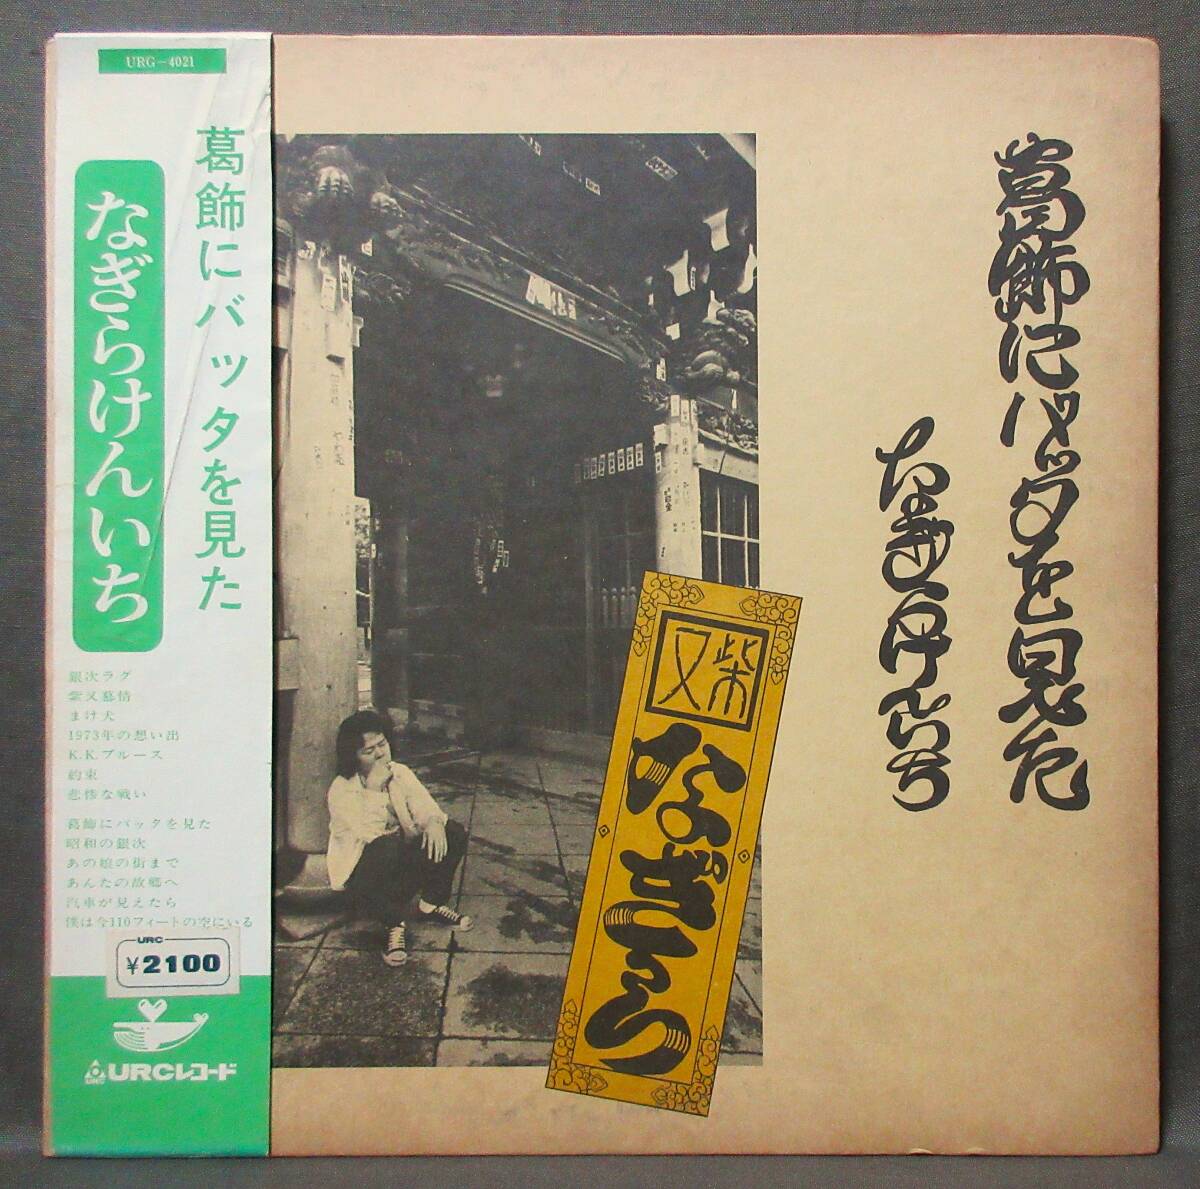 URG-4021
葛飾にバッタを見た
なぎらけんいち
銀次ラグ
柴又慕情
まけ犬
1973年の想い出
K.K.ブルース
約束
悲惨な戦い
葛飾にバッタを見た
昭和の銀次
あの娘の街まで
あんたの故郷へ
汽車が見えたら
僕は今110フィートの空にいる
URC
¥2100
URC
URCレコード
葛飾にバッタを見た
なぎらけんいち
柴又
なぎら